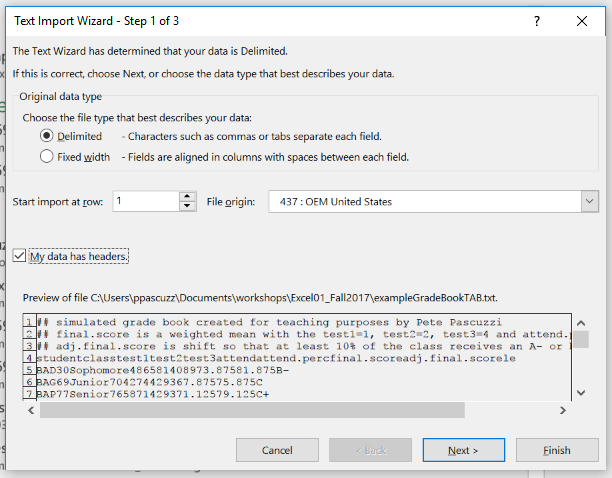 Text Import Wizard - Step 1 of 3
?
The Text Wizard has determined that your data is Delimited.
If this is correct, choose Next, or choose the data type that best describes your data.
Original data type
Choose the file type that best describes your data:
Delimited - Characters such as commas or tabs separate each field.
Fixed width - Fields are aligned in columns with spaces between each field.
Start import at row: 1 File origin: 437 : OEM United States
My data has headers.
Preview of file C:\Users\ppascuzz\Documents\workshops\Excel01_Fall2017\exampleGradeBookTAB.txt.
1 ## simulated grade book created for teaching purposes by Pete Pascuzzi
2 ## final.score is a weighted mean with the test1=1, test2=2, test3=4 and attend.p
3 ## adj.final.score is shift so that at least 10% of the class receives an A- or
4 studentclasstest1test2test3attendattend.percfinal.scoreadj.final.scorele
5 BAD30Sophomore486581408973.87581.875B-
6 BAG69Junior704274429367.87575.875C
7 BAP77Senior765871429371.12579.125C+
Cancel < Back Next > Finish